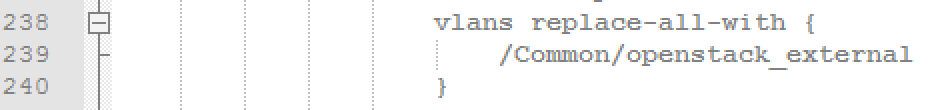 238 vlans replace-all-with {
239 /Common/openstack_external
240 }